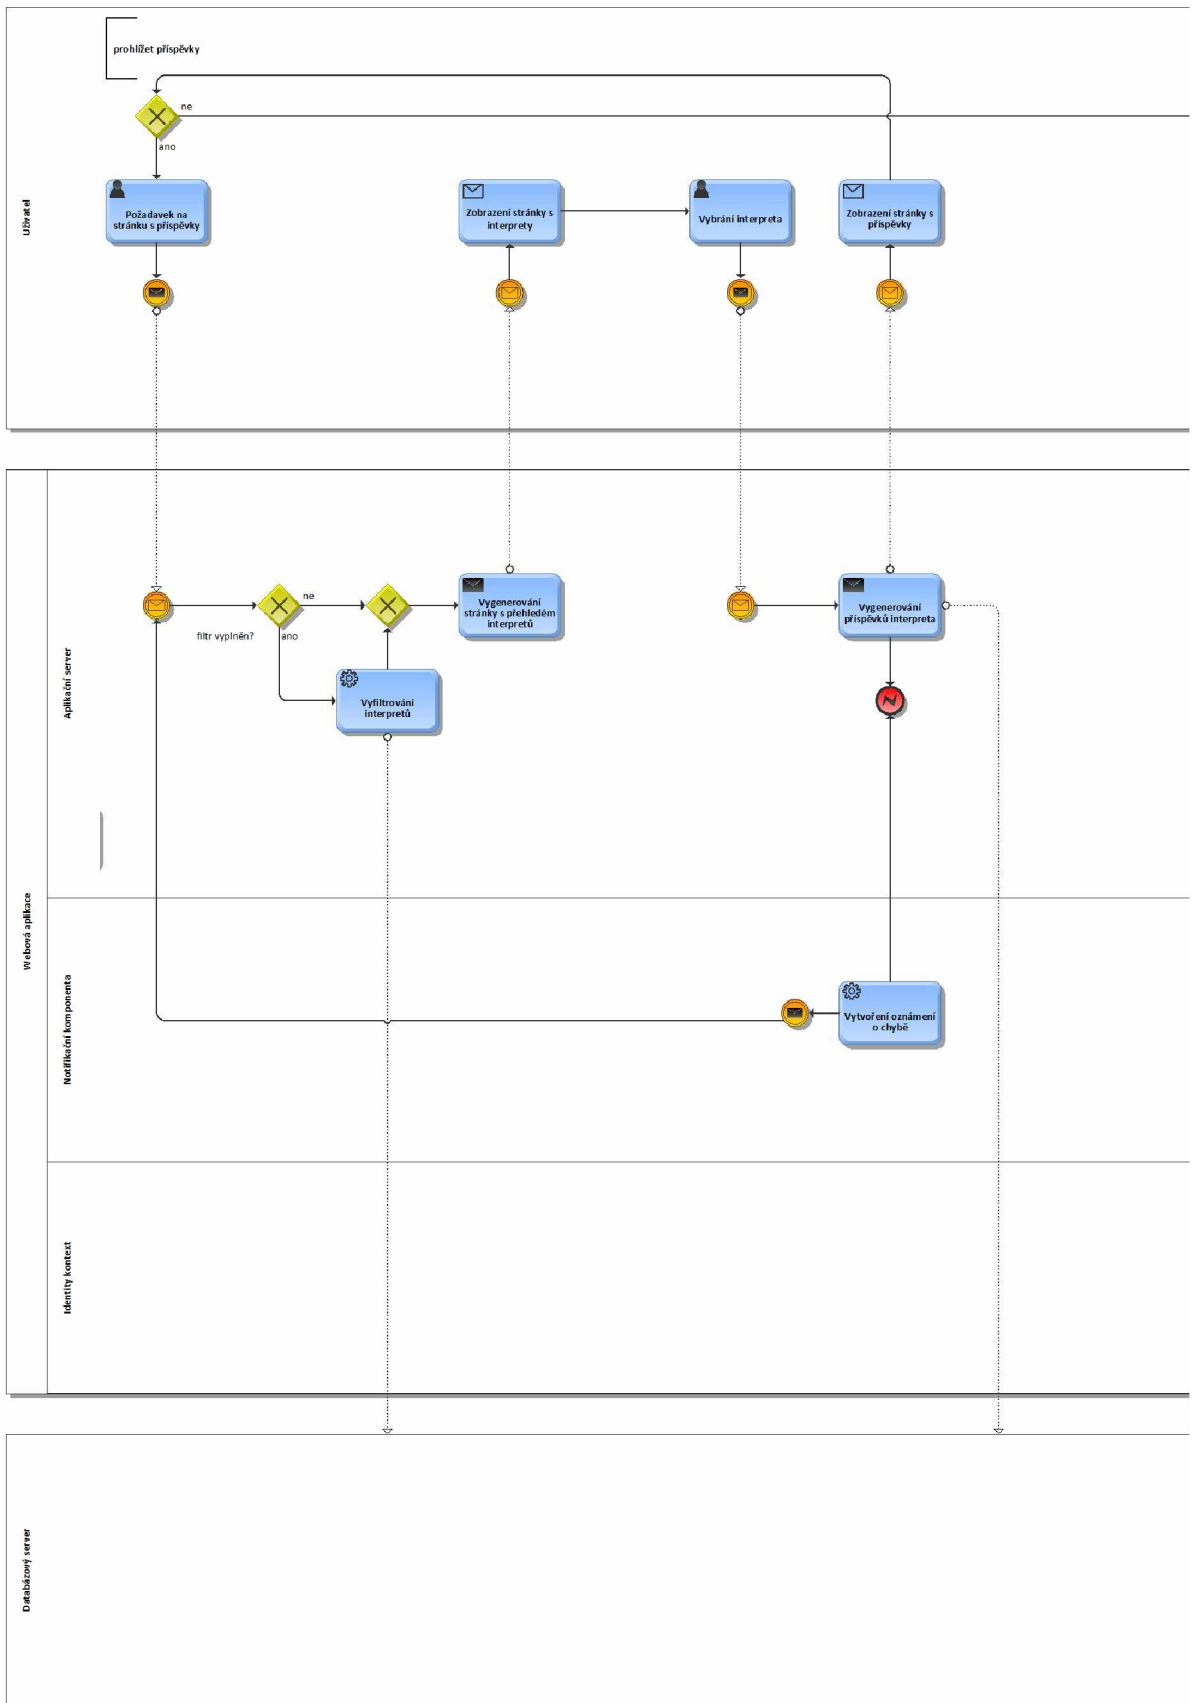 prohlížet příspěvky
ne
ano
Uživatel
Požadavek na
stránku s příspěvky
Zobrazení stránky s
interprety
Vybrání interpreta
Zobrazení stránky s
příspěvky
Webová aplikace
Aplikační server
filtr vyplněn?
ne
ano
Vygenerování
stránky s přehledém
interpretů
Vyfiltrování
interpretů
Vygenerování
příspěvků interpreta
Notifikační komponenta
Vytvoření oznámení
o chybě
Identity kontext
Databázový server